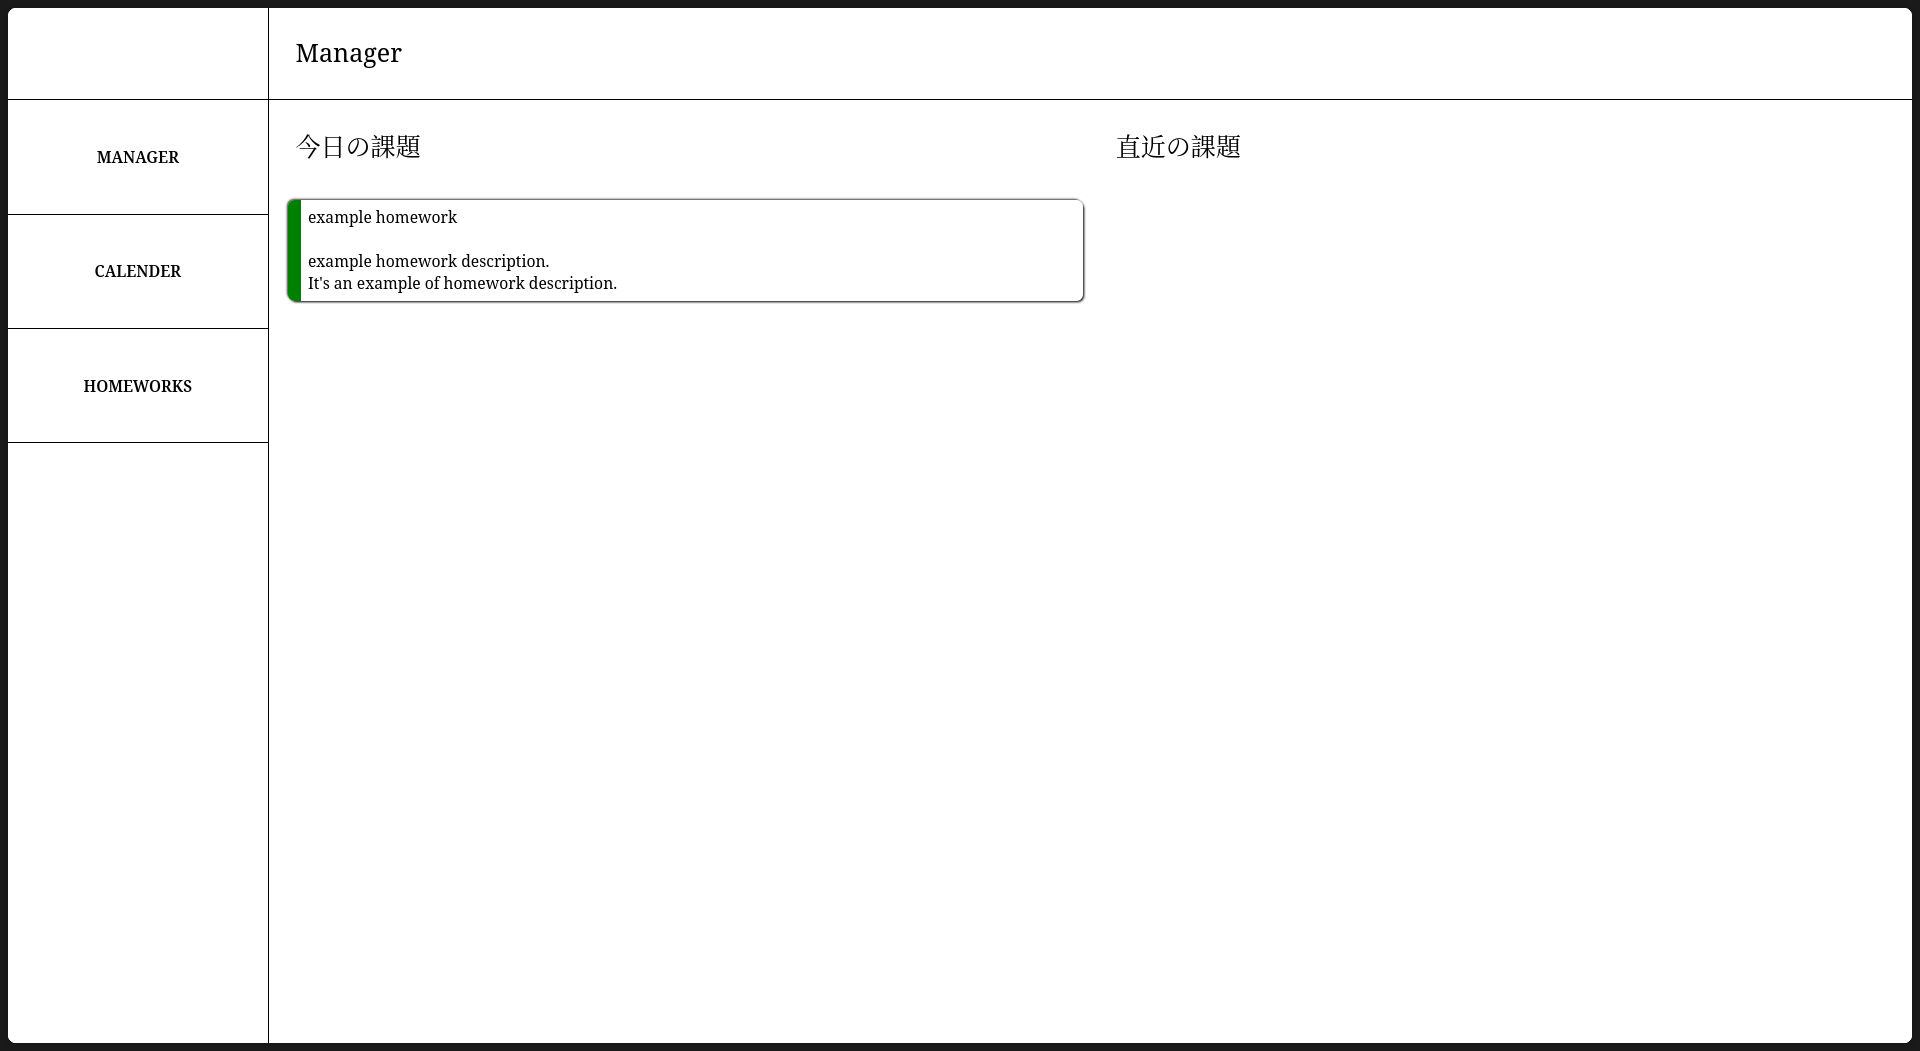 Manager
MANAGER
CALENDER
HOMEWORKS
今日の課題
example homework
example homework description.
It's an example of homework description.
直近の課題